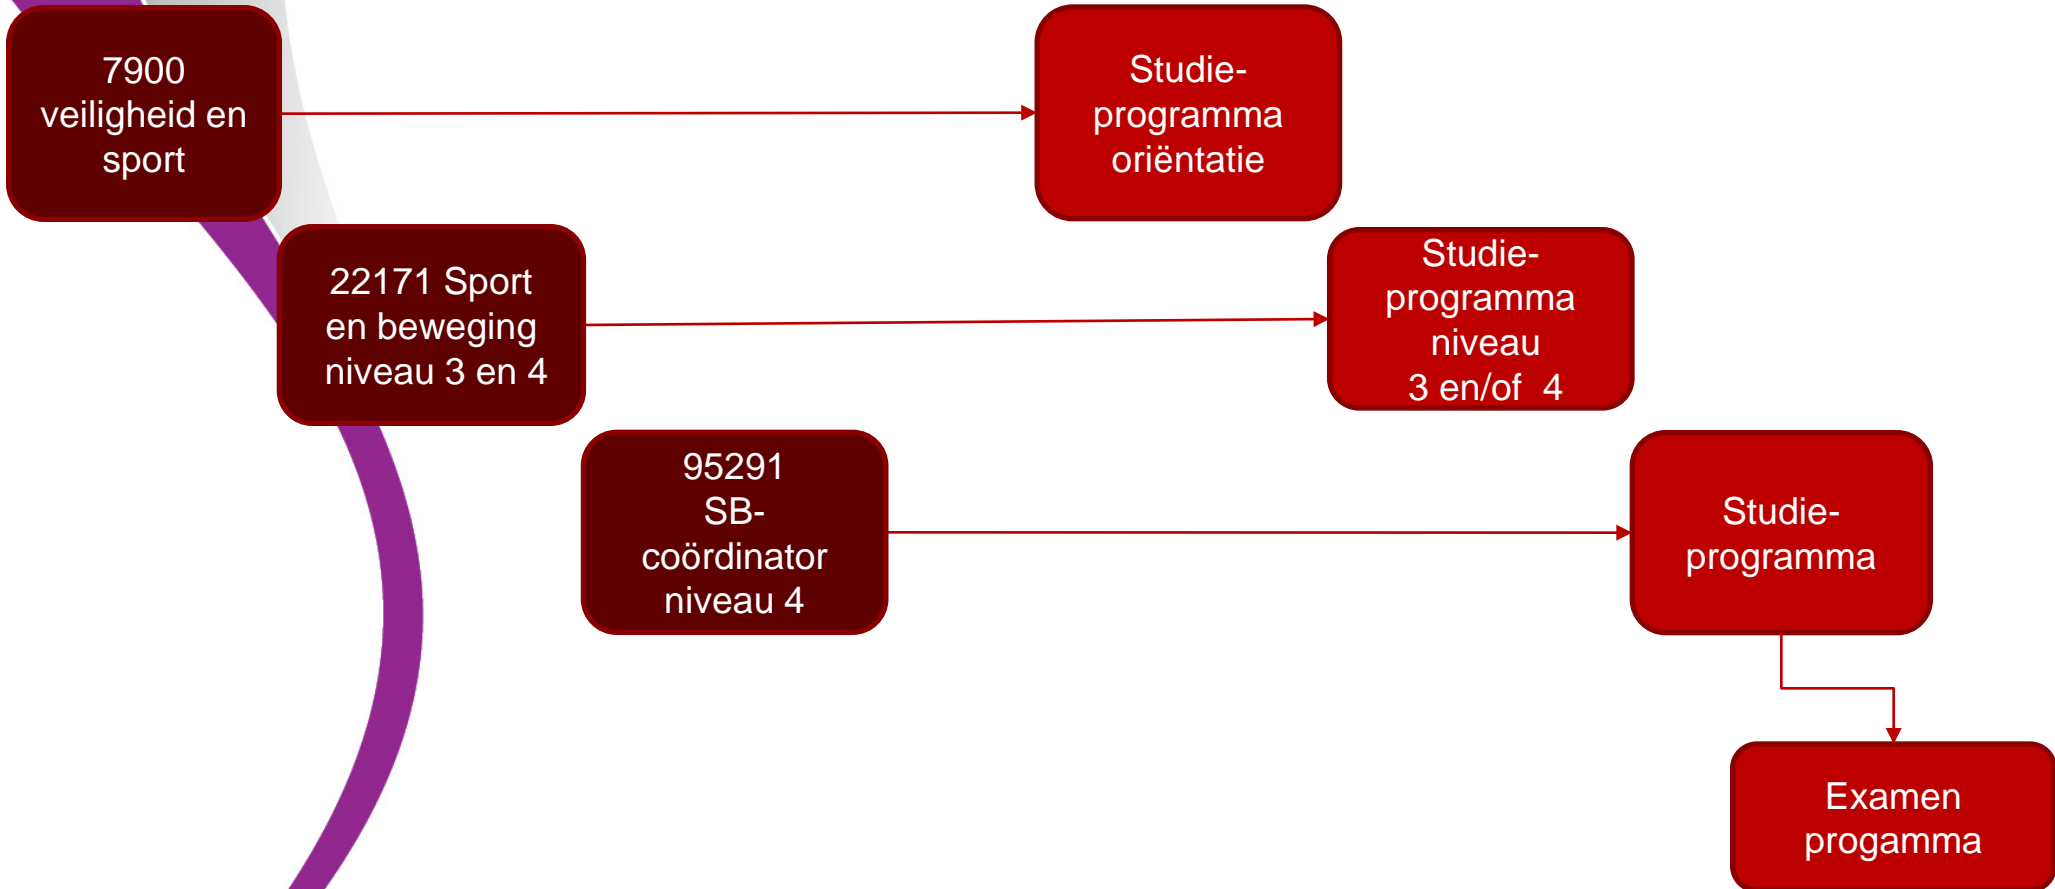 7900
veiligheid en
sport
Studie-
programma
oriëntatie
22171 Sport
en beweging
niveau 3 en 4
Studie-
programma
niveau
3 en/of 4
95291
SB-
coördinator
niveau 4
Studie-
programma
Examen
progamma